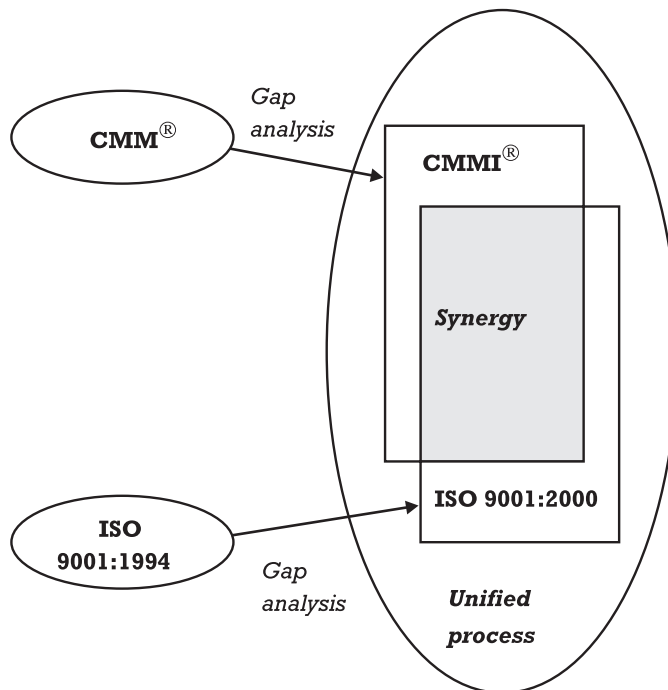 Gap
analysis
CMM®
CMMI®
Synergy
ISO 9001:2000
ISO
9001:1994
Gap
analysis
Unified
process